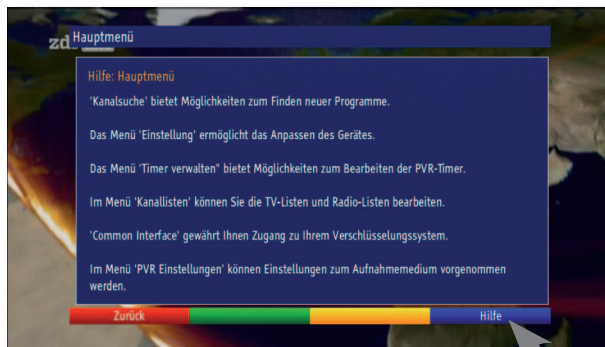 Hauptmenü
zd
Hilfe: Hauptmenü
'Kanalsuche' bietet Möglichkeiten zum Finden neuer Programme.
Das Menü 'Einstellung' ermöglicht das Anpassen des Gerätes.
Das Menü 'Timer verwalten" bietet Möglichkeiten zum Bearbeiten der PVR-Timer.
Im Menü 'Kanallisten' können Sie die TV-Listen und Radio-Listen bearbeiten.
'Common Interface' gewährt Ihnen Zugang zu Ihrem Verschlüsselungssystem.
Im Menü 'PVR Einstellungen' können Einstellungen zum Aufnahmemedium vorgenommen
werden.
Zurück Hilfe